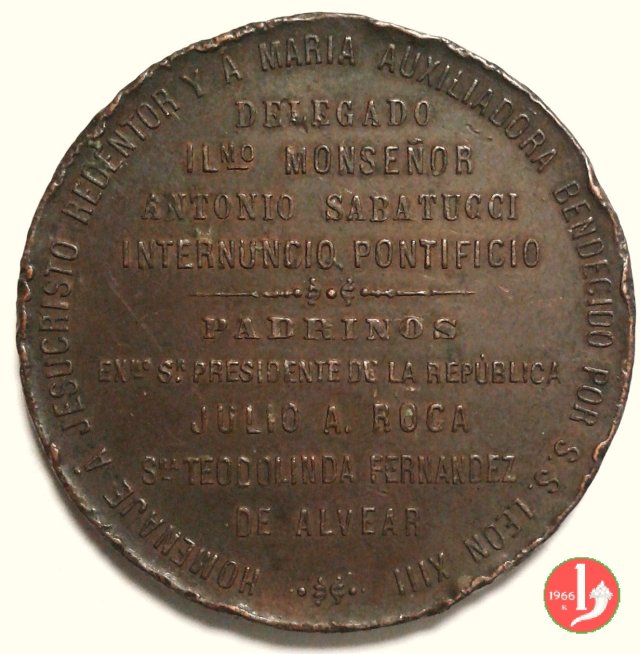 HOMENAJE A JESUCRISTO REDENTOR Y A MARIA AUXILIADORA BENDECIDO POR S.S. LEON XIII
DELEGADO
ILMO MONSEÑOR
ANTONIO SABATUCCI
INTERNUNCIO PONTIFICIO
PADRINOS
EXMO SR PRESIDENTE DE LA REPÚBLICA
JULIO A. ROCA
SRA TEODOLINDA FERNANDEZ
DE ALVEAR
1966
R